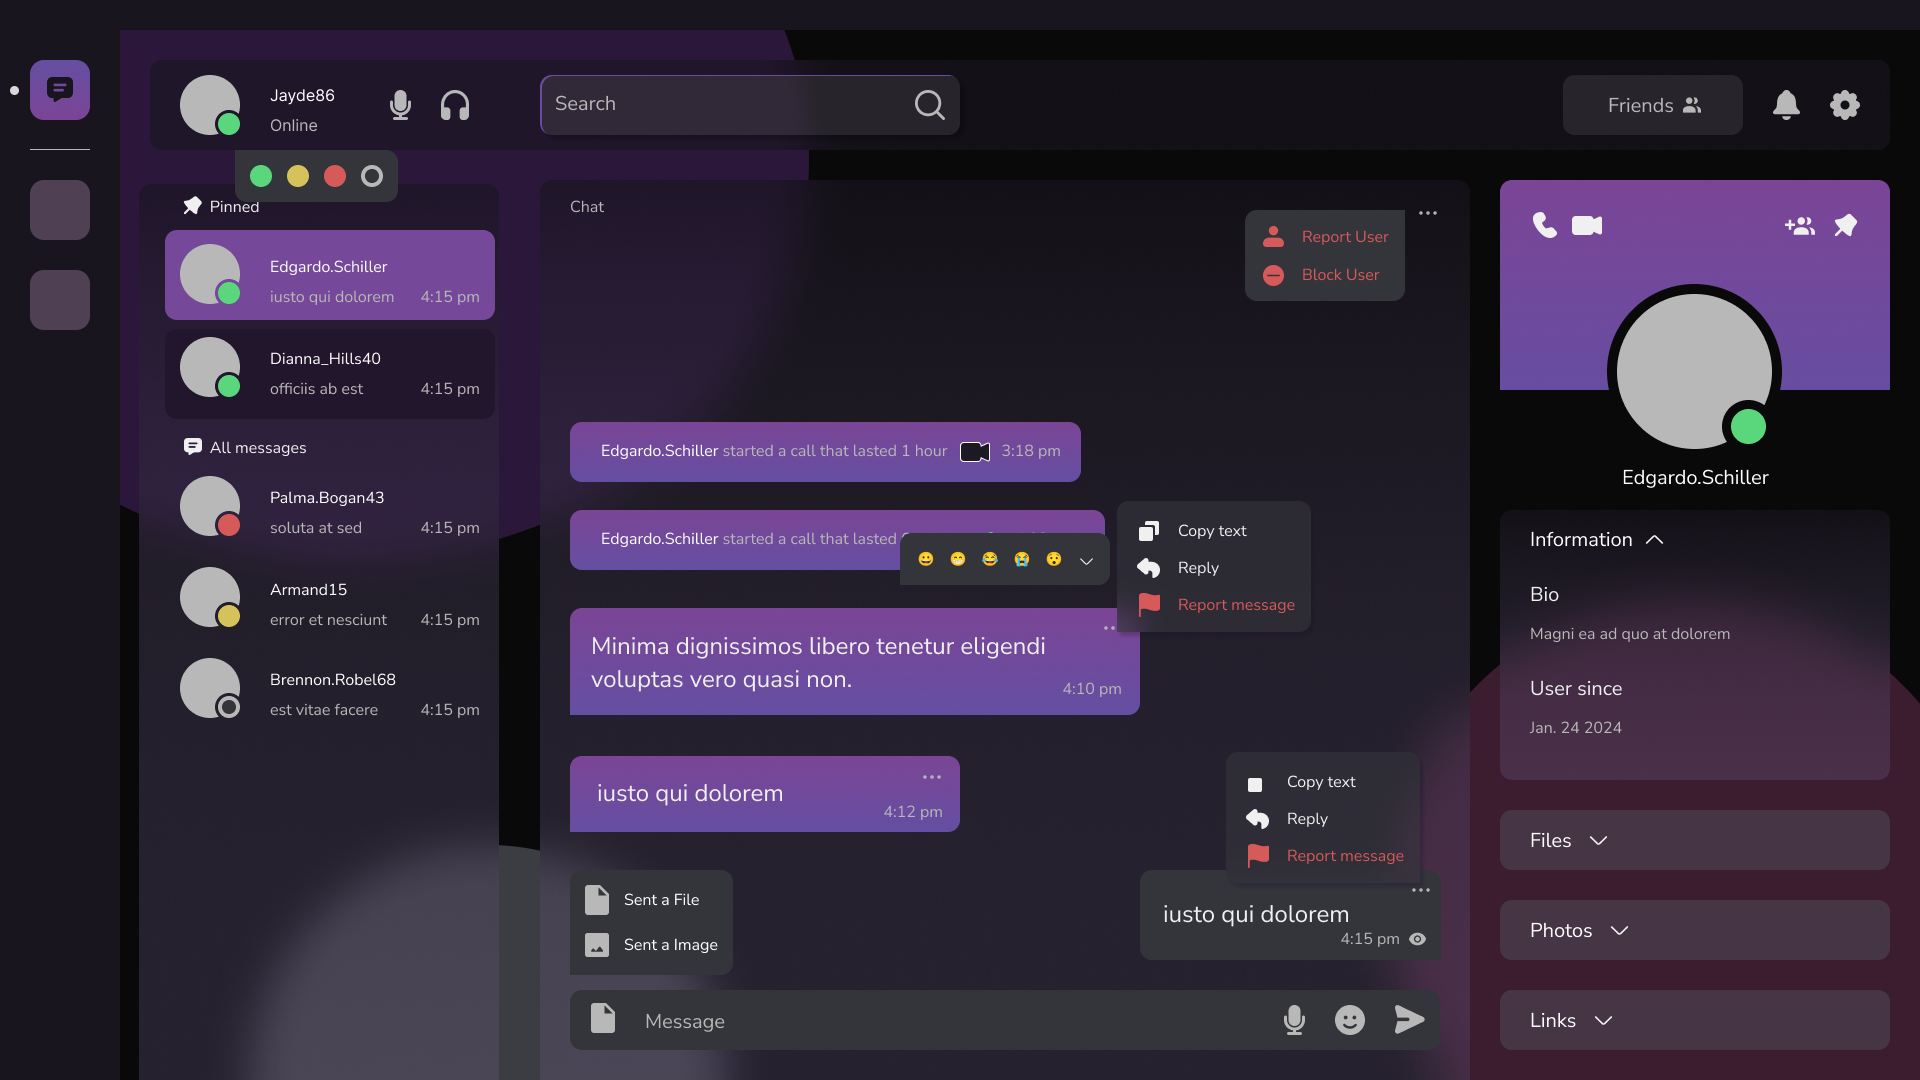 Jayde86
Online
Search
Friends
Pinned
Edgardo.Schiller
iusto qui dolorem 4:15 pm
Dianna_Hills40
officiis ab est 4:15 pm
All messages
Palma.Bogan43
soluta at sed 4:15 pm
Armand15
error et nesciunt 4:15 pm
Brennon.Robel68
est vitae facere 4:15 pm
Chat
Report User
Block User
Edgardo.Schiller started a call that lasted 1 hour 3:18 pm
Edgardo.Schiller started a call that lasted
😀 😁 😂 😭 😯
Copy text
Reply
Report message
Minima dignissimos libero tenetur eligendi
voluptas vero quasi non.
4:10 pm
iusto qui dolorem
4:12 pm
Copy text
Reply
Report message
iusto qui dolorem
4:15 pm
Sent a File
Sent a Image
Message
Edgardo.Schiller
Information
Bio
Magni ea ad quo at dolorem
User since
Jan. 24 2024
Files
Photos
Links